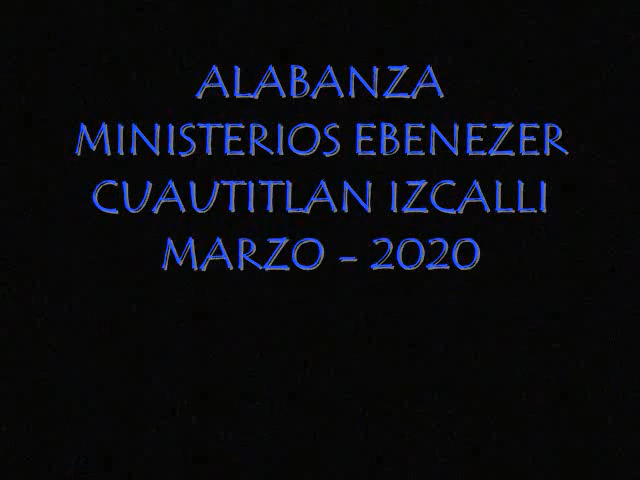 ALABANZA
MINISTERIOS EBENEZER
CUAUTITLAN IZCALLI
MARZO - 2020